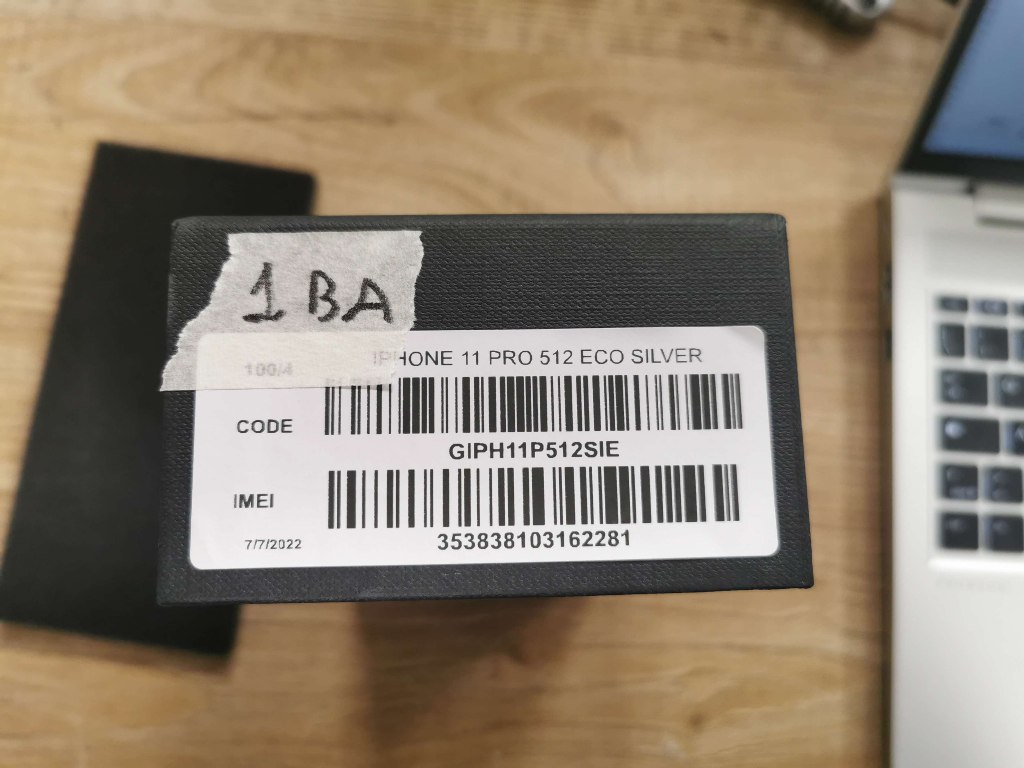 1 BA
IPHONE 11 PRO 512 ECO SILVER
100/4
CODE
GIPH11P512SIE
IMEI
7/7/2022
353838103162281